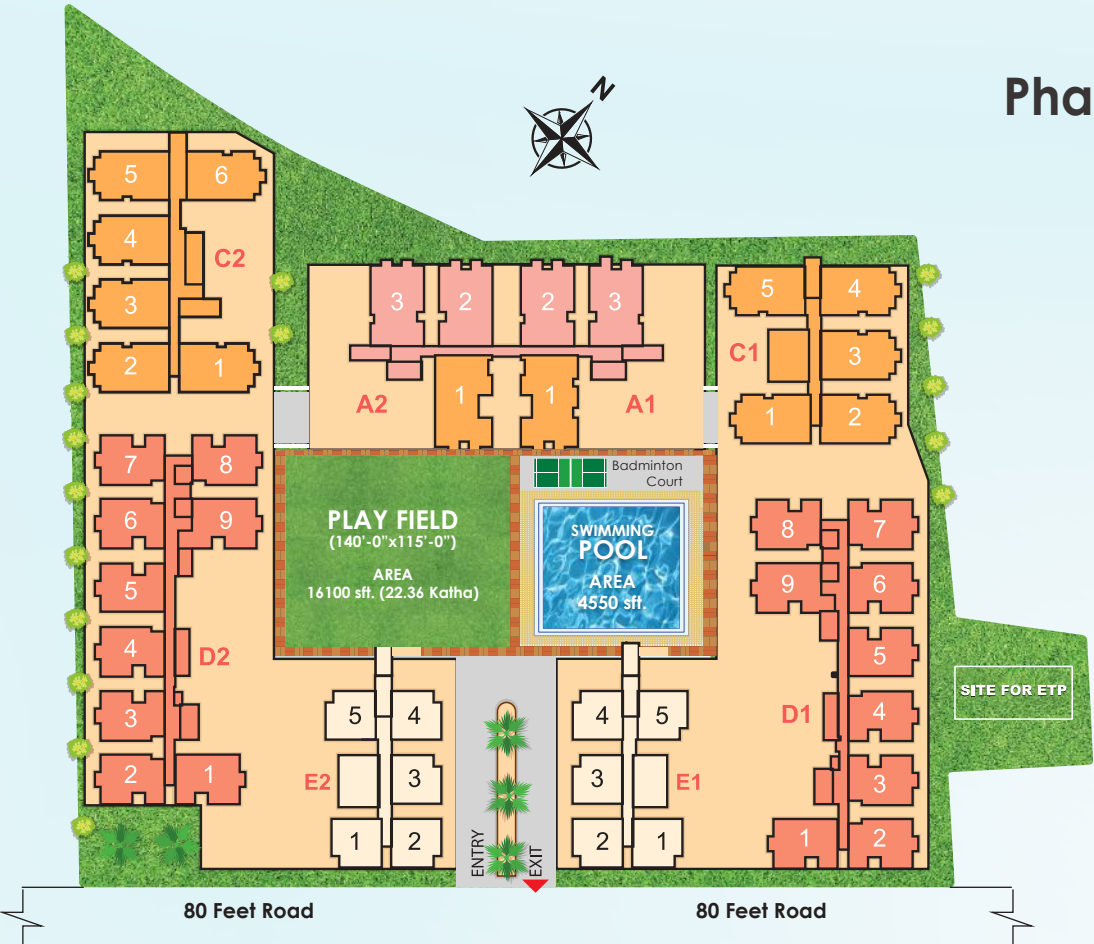 N
Pha
5 6
4
C2
3
2 1
3 2 2 3
1 1
A2 A1
5 4
C1 3
1 2
7 8
6 9
5
4
D2
3
2 1
PLAY FIELD
(140'-0"x115'-0")
AREA
16100 sft. (22.36 Katha)
Badminton
Court
SWIMMING
POOL
AREA
4550 sft.
8 7
9 6
5
D1 4
3
1 2
SITE FOR ETP
5 4
E2 3
1 2
4 5
3 E1
2 1
ENTRY
EXIT
80 Feet Road
80 Feet Road